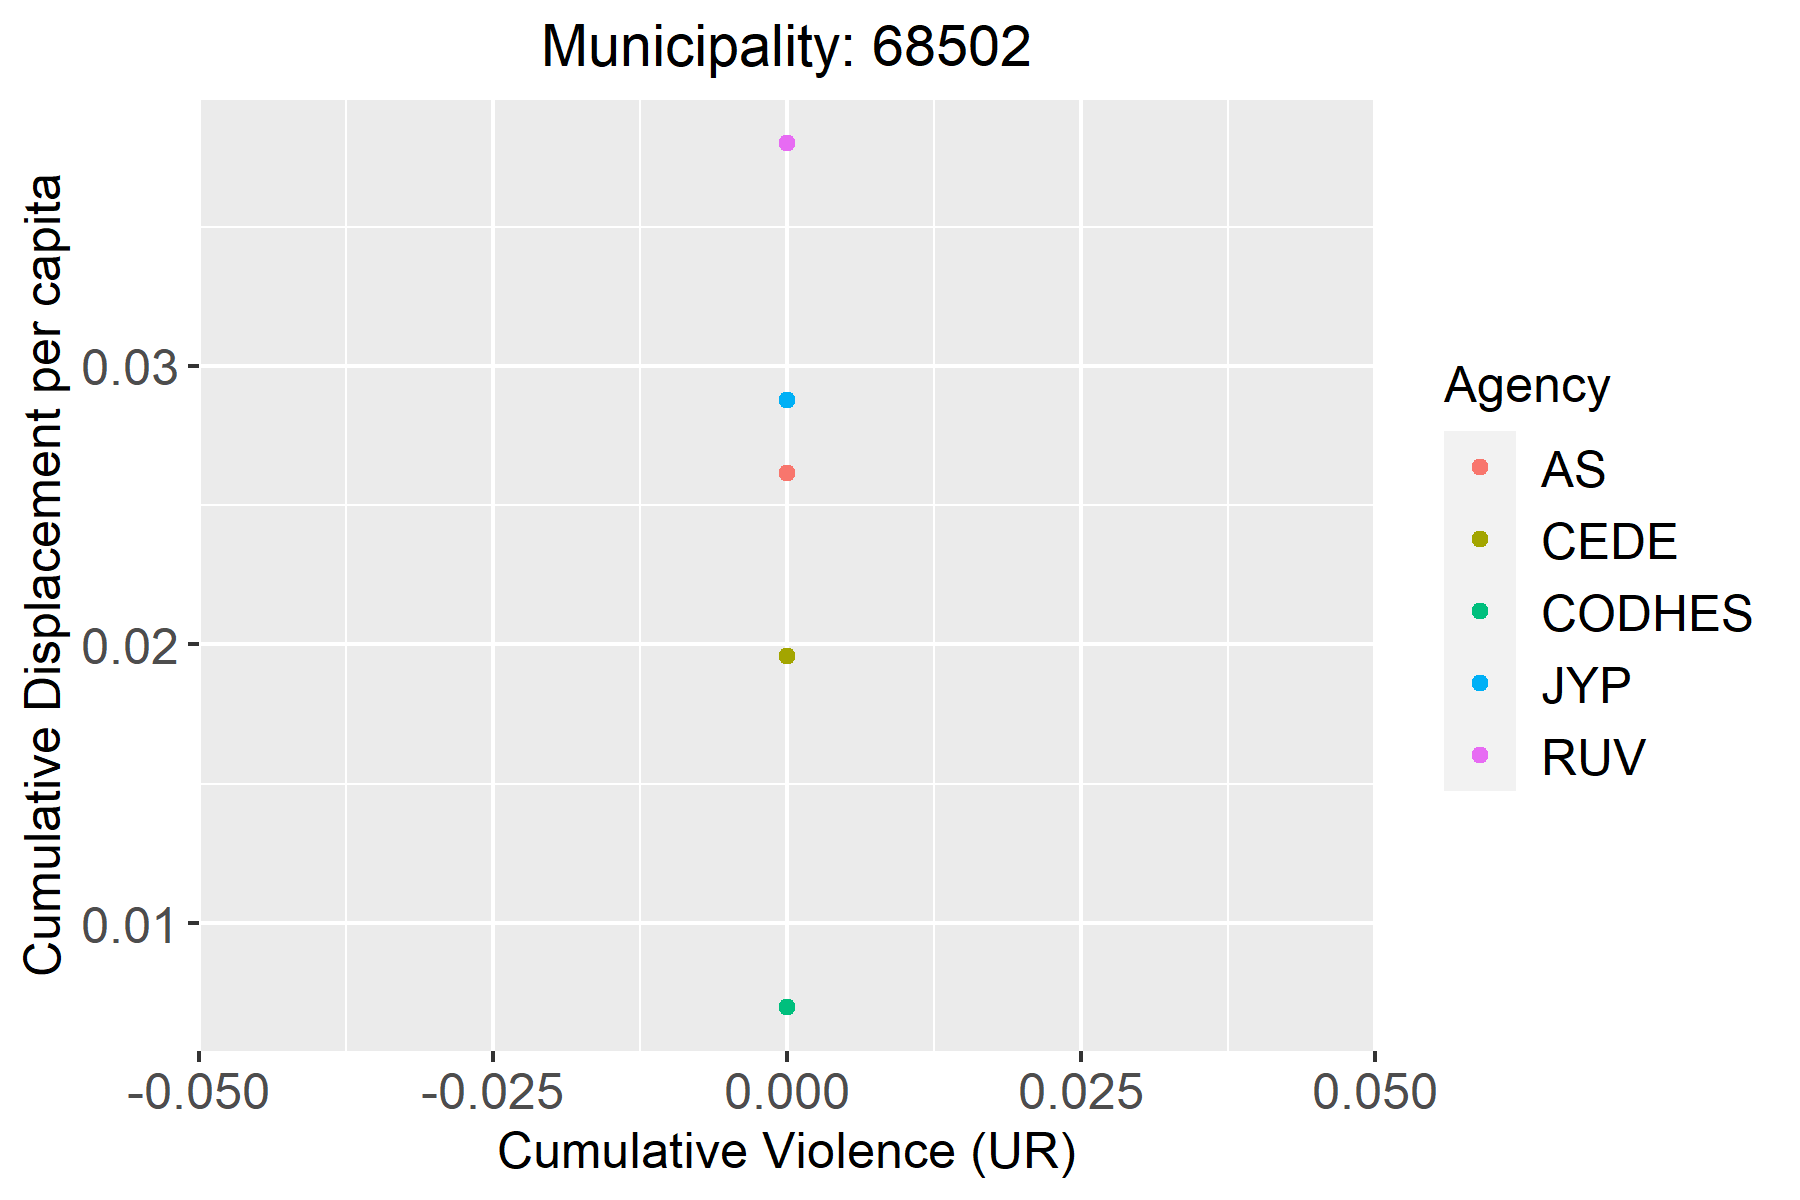 Municipality: 68502
Cumulative Displacement per capita
0.03
0.02
0.01
-0.050
-0.025
0.000
0.025
0.050
Cumulative Violence (UR)
Agency
AS
CEDE
CODHES
JYP
RUV